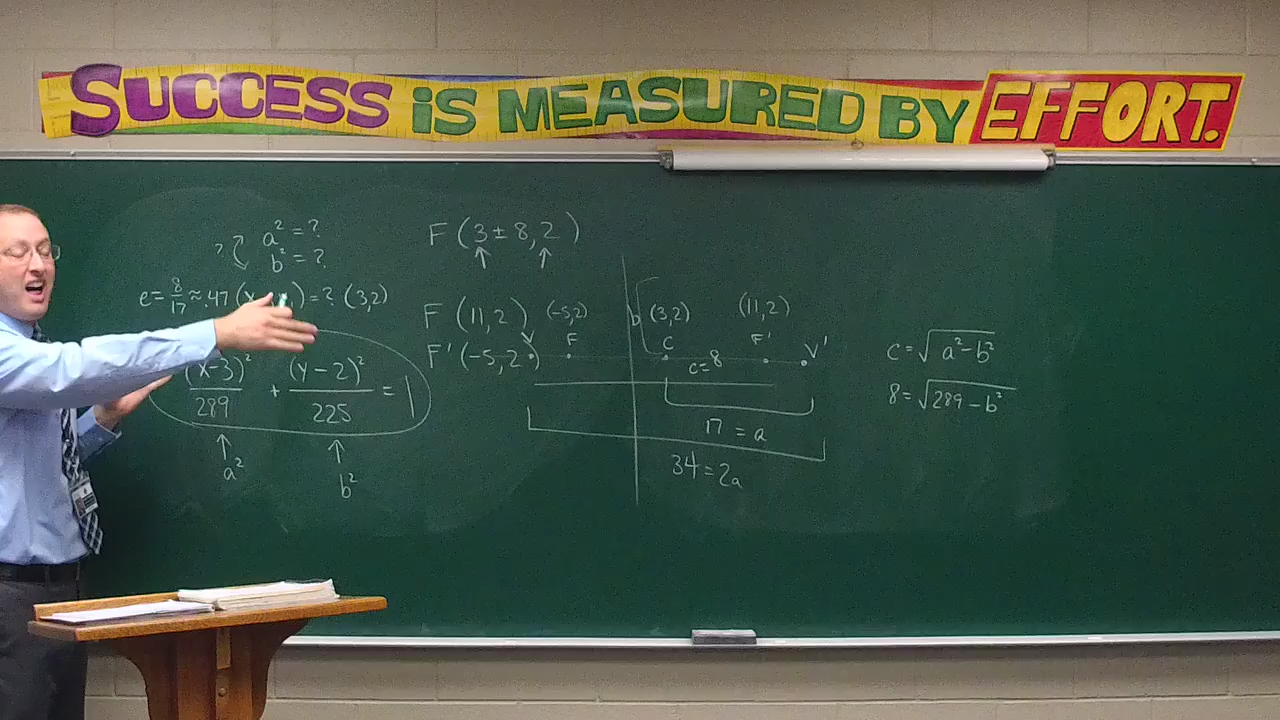 SUCCESS iS MEASURED BY EFFORT.
a² = ?
? b² = ?
e = 8/17 ≈ .47 (x = ? (3,2)
(x-3)²/289 + (y-2)²/225 = 1
a²
b²
F (3 ± 8, 2)
F (11, 2) (-5,2)
F' (-5, 2)
V F
b (3,2) (11,2)
C F' V'
c=8
17 = a
34 = 2a
c = √a²-b²
8 = √289-b²